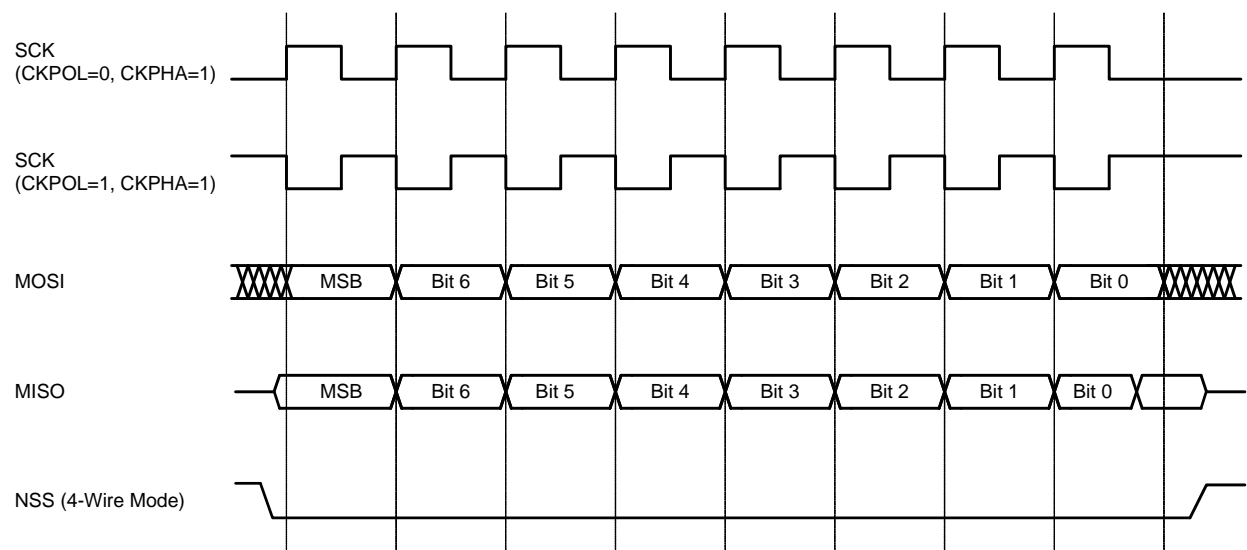 SCK
(CKPOL=0, CKPHA=1)
SCK
(CKPOL=1, CKPHA=1)
MOSI MSB Bit 6 Bit 5 Bit 4 Bit 3 Bit 2 Bit 1 Bit 0
MISO MSB Bit 6 Bit 5 Bit 4 Bit 3 Bit 2 Bit 1 Bit 0
NSS (4-Wire Mode)